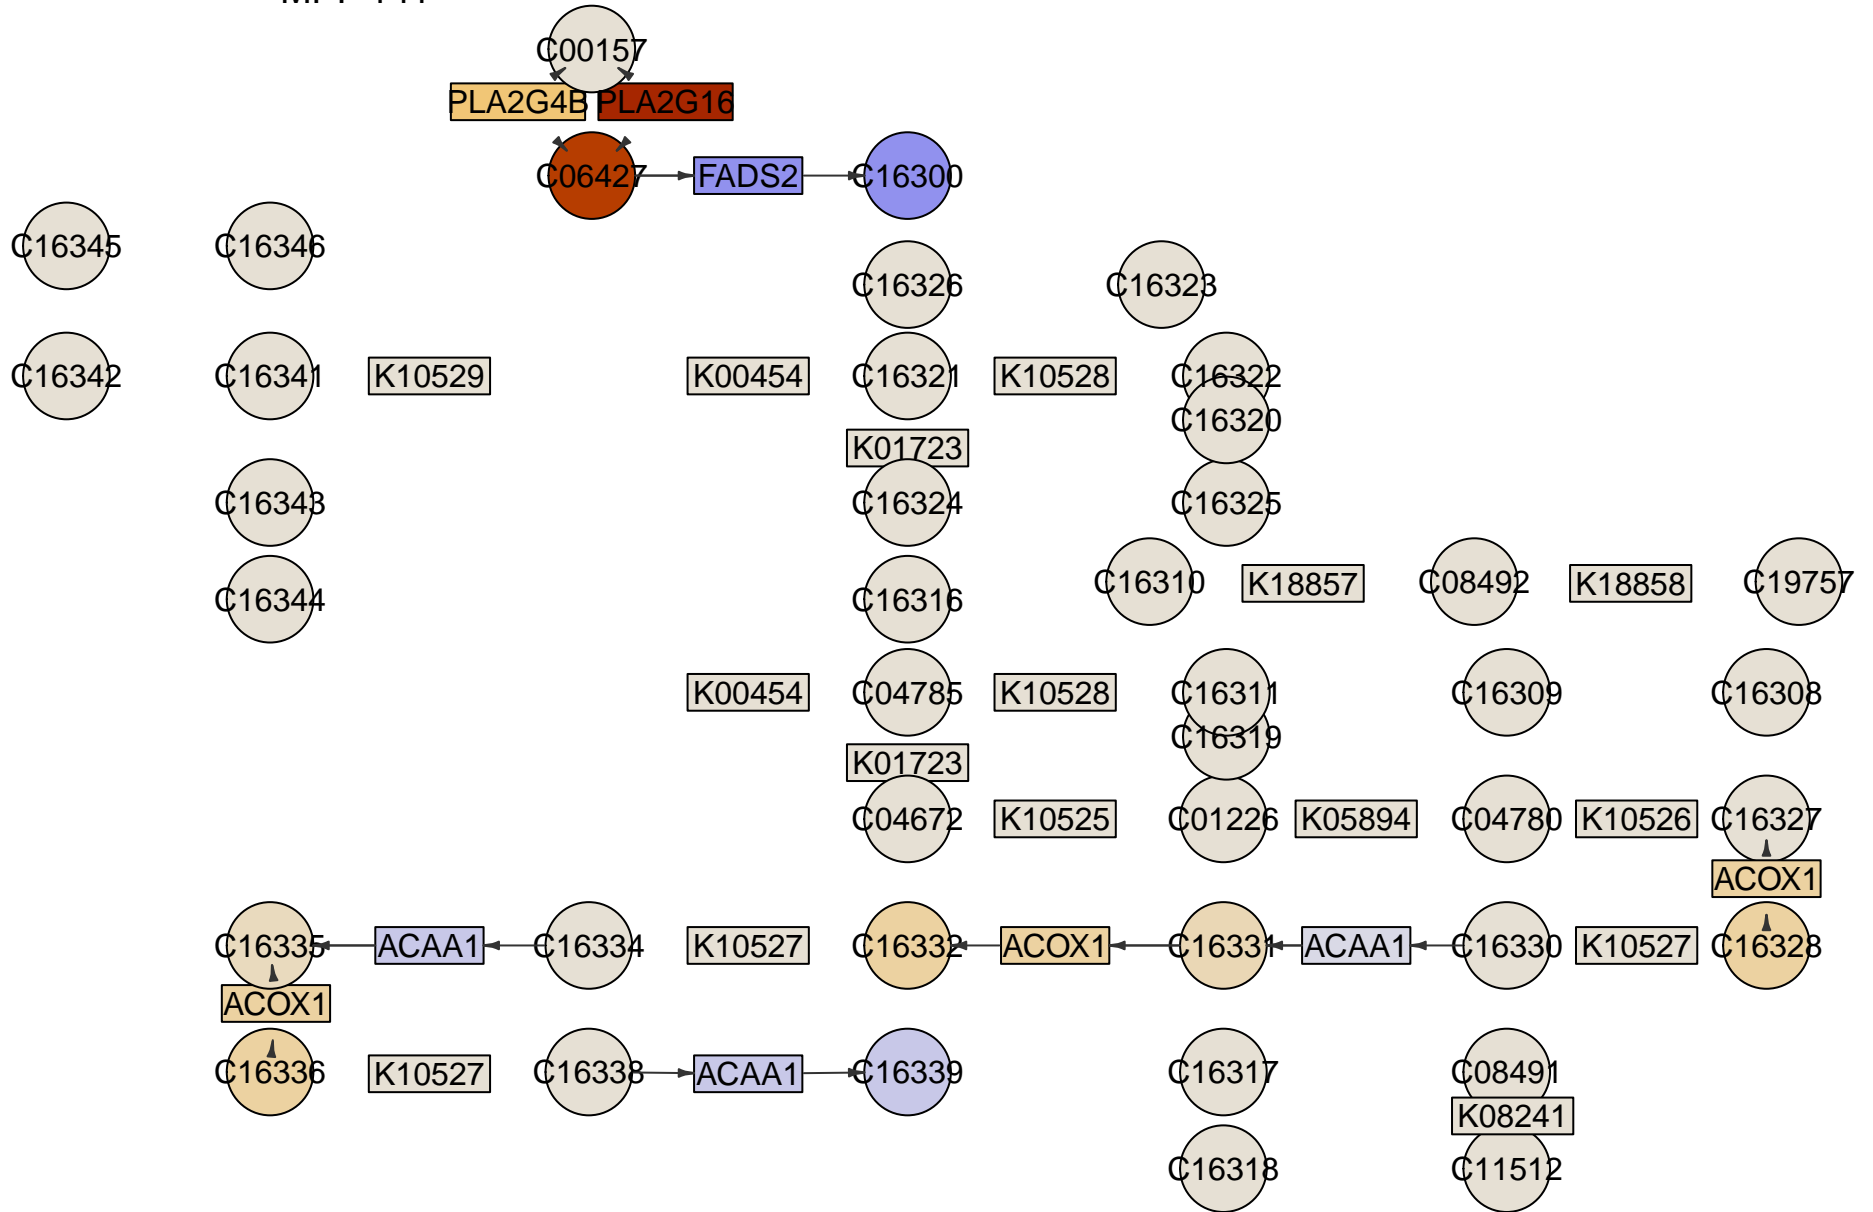 C00157
PLA2G4B PLA2G16
C06427 FADS2 C16300
C16345 C16346
C16326 C16323
C16342 C16341 K10529 K00454 C16321 K10528 C16322
C16320
K01723
C16343 C16324 C16325
C16310 K18857 C08492 K18858 C19757
C16344 C16316
K00454 C04785 K10528 C16311 C16309 C16308
C16319
K01723
C04672 K10525 C01226 K05894 C04780 K10526 C16327
ACOX1
C16335 ACAA1 C16334 K10527 C16332 ACOX1 C16331 ACAA1 C16330 K10527 C16328
ACOX1
C16336 K10527 C16338 ACAA1 C16339 C16317 C08491
K08241
C16318 C11512